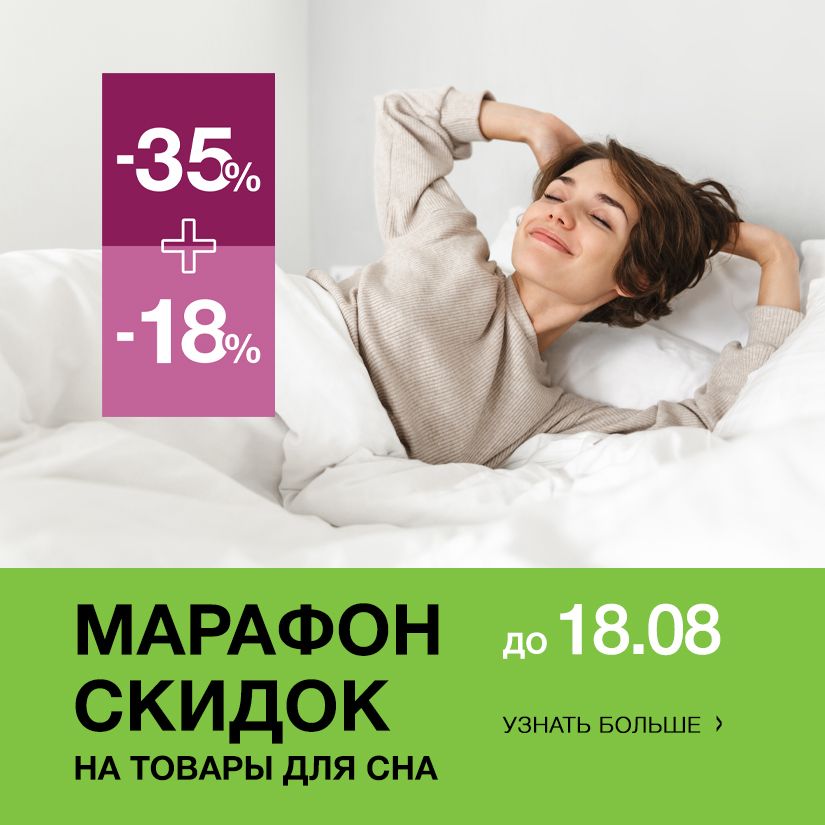 -35%
+
-18%
МАРАФОН
СКИДОК
НА ТОВАРЫ ДЛЯ СНА
до 18.08
УЗНАТЬ БОЛЬШЕ ›